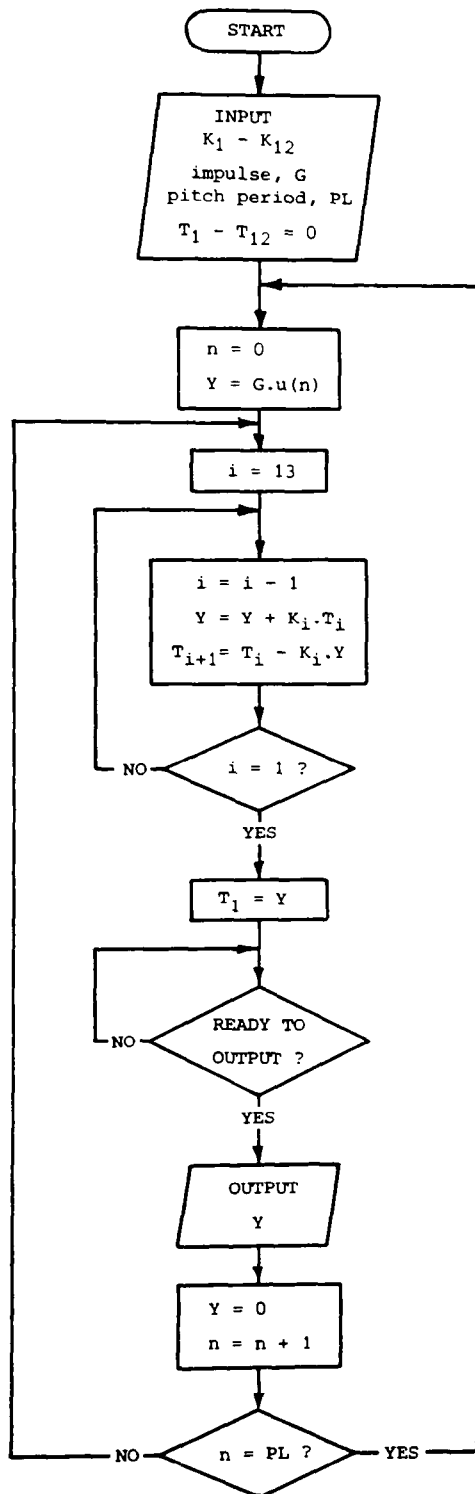 START
INPUT
K₁ - K₁₂
impulse, G
pitch period, PL
T₁ - T₁₂ = 0
n = 0
Y = G.u(n)
i = 13
i = i - 1
Y = Y + Kᵢ.Tᵢ
Tᵢ₊₁= Tᵢ - Kᵢ.Y
NO
i = 1 ?
YES
T₁ = Y
NO
READY TO
OUTPUT ?
YES
OUTPUT
Y
Y = 0
n = n + 1
NO
n = PL ?
YES